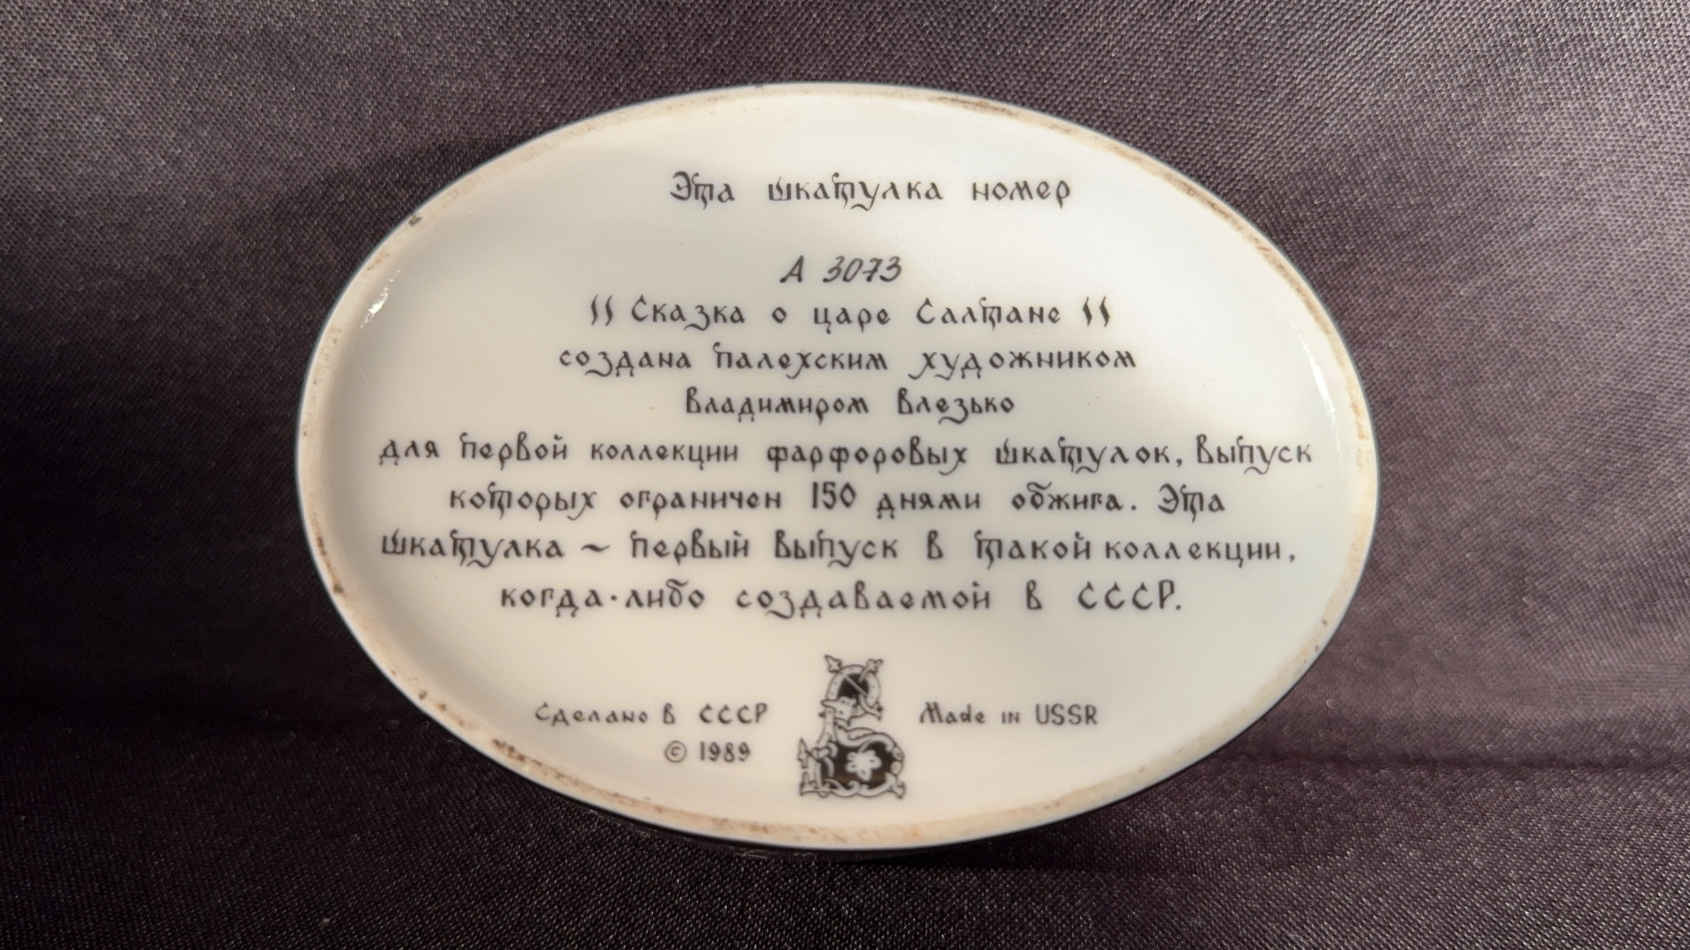 Эта шкатулка номер
А 3073
"Сказка о царе Салтане"
создана палехским художником
Владимиром Влезько
для первой коллекции фарфоровых шкатулок, выпуск
которых ограничен 150 днями обжига. Эта
шкатулка ~ первый выпуск в такой коллекции,
когда-либо создаваемой в СССР.
Сделано в СССР Made in USSR
© 1989